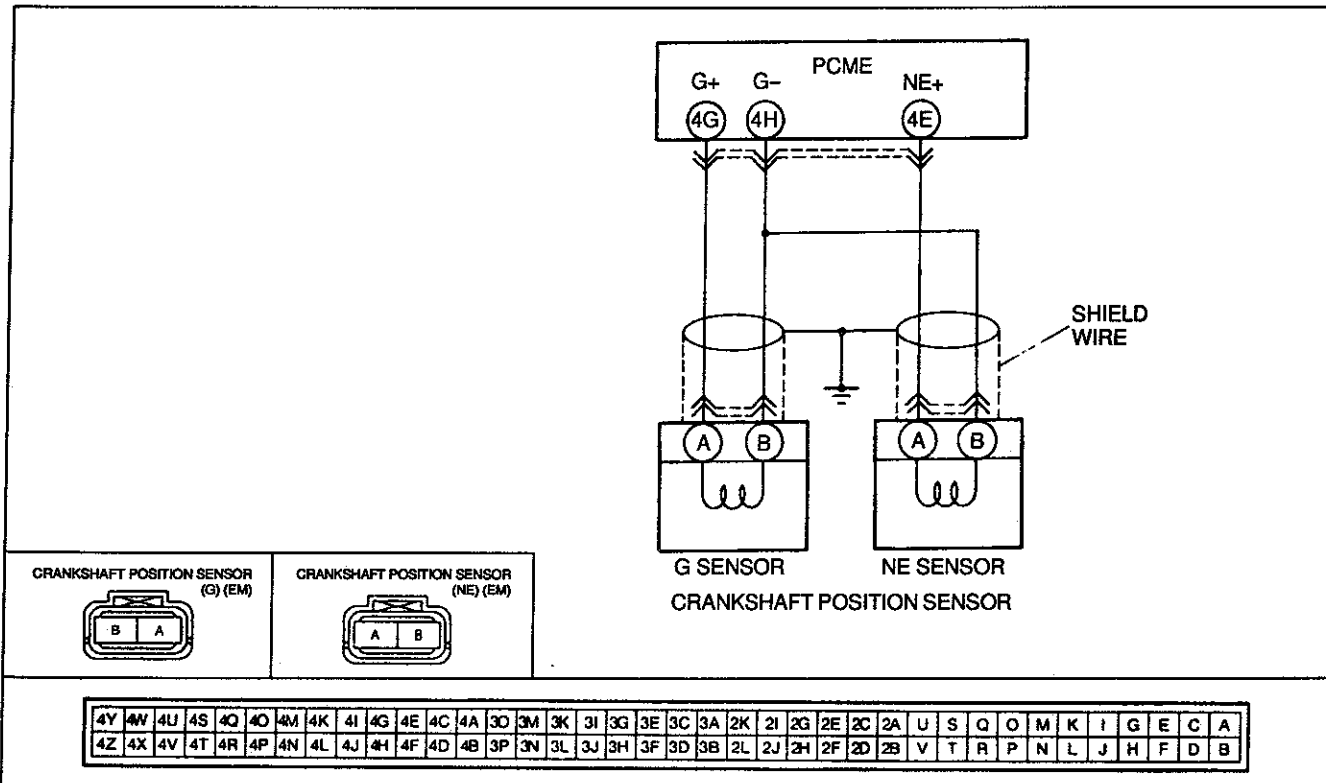 PCME
G+ G− NE+
4G 4H 4E
SHIELD
WIRE
A B A B
G SENSOR NE SENSOR
CRANKSHAFT POSITION SENSOR
CRANKSHAFT POSITION SENSOR
(G) (EM)
B A
CRANKSHAFT POSITION SENSOR
(NE) (EM)
A B
4Y 4W 4U 4S 4Q 4O 4M 4K 4I 4G 4E 4C 4A 3O 3M 3K 3I 3G 3E 3C 3A 2K 2I 2G 2E 2C 2A U S Q O M K I G E C A
4Z 4X 4V 4T 4R 4P 4N 4L 4J 4H 4F 4D 4B 3P 3N 3L 3J 3H 3F 3D 3B 2L 2J 2H 2F 2D 2B V T R P N L J H F D B